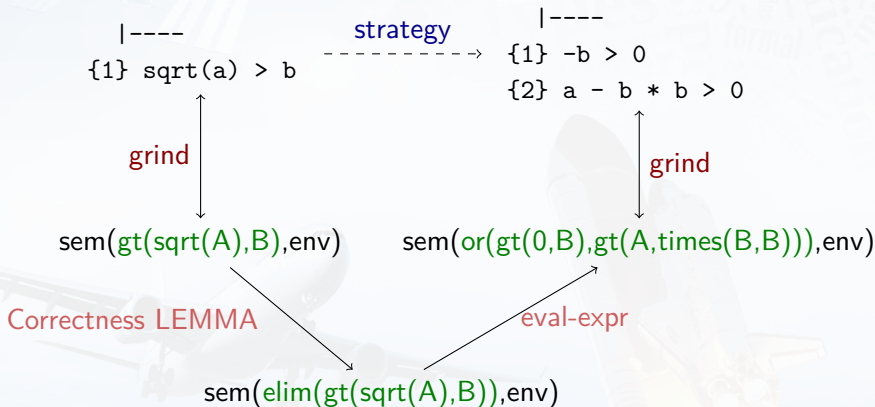 |----
{1} sqrt(a) > b
strategy
|----
{1} -b > 0
{2} a - b * b > 0
grind
grind
sem(gt(sqrt(A),B),env)
sem(or(gt(0,B),gt(A,times(B,B))),env)
Correctness LEMMA
eval-expr
sem(elim(gt(sqrt(A),B)),env)